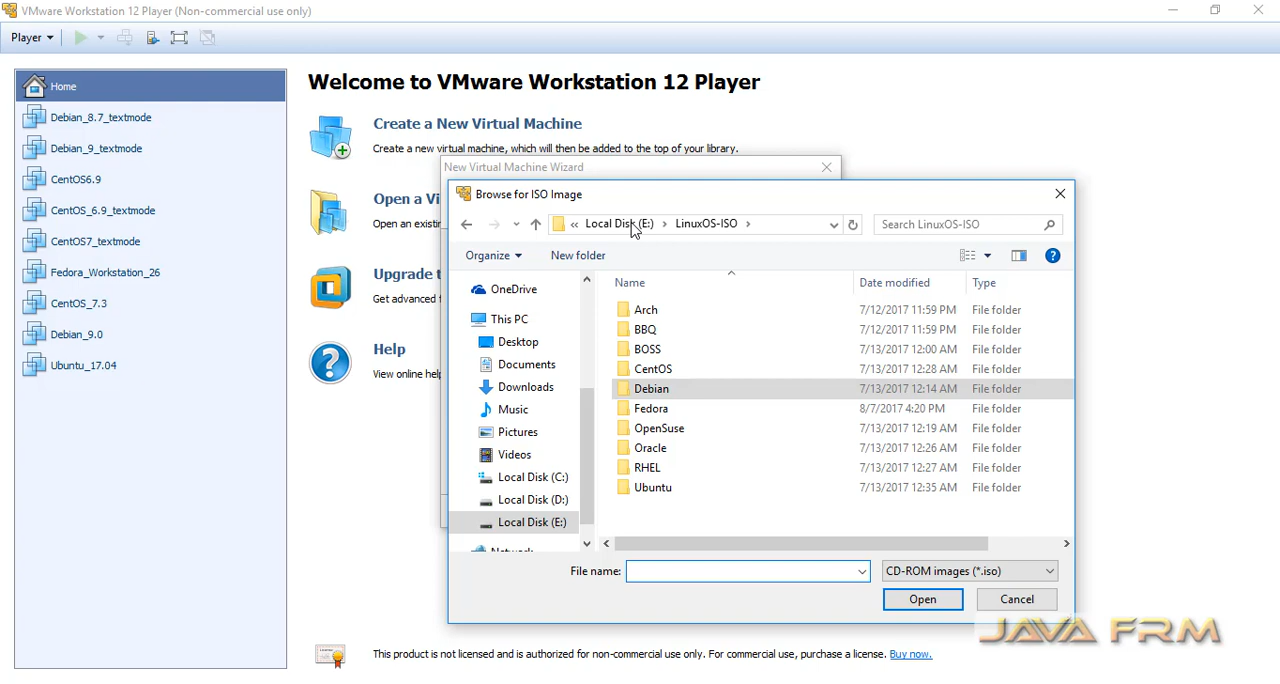 VMware Workstation 12 Player (Non-commercial use only)
Player
Home
Debian_8.7_textmode
Debian_9_textmode
CentOS6.9
CentOS_6.9_textmode
CentOS7_textmode
Fedora_Workstation_26
CentOS_7.3
Debian_9.0
Ubuntu_17.04
Welcome to VMware Workstation 12 Player
Create a New Virtual Machine
Create a new virtual machine, which will then be added to the top of your library.
Open a Vi
Open an existin
Upgrade t
Get advanced f
Help
View online help
New Virtual Machine Wizard
Browse for ISO Image
« Local Disk (E:) > LinuxOS-ISO >
Search LinuxOS-ISO
Organize
New folder
OneDrive
This PC
Desktop
Documents
Downloads
Music
Pictures
Videos
Local Disk (C:)
Local Disk (D:)
Local Disk (E:)
Network
Name Date modified Type
Arch 7/12/2017 11:59 PM File folder
BBQ 7/12/2017 11:59 PM File folder
BOSS 7/13/2017 12:00 AM File folder
CentOS 7/13/2017 12:28 AM File folder
Debian 7/13/2017 12:14 AM File folder
Fedora 8/7/2017 4:20 PM File folder
OpenSuse 7/13/2017 12:19 AM File folder
Oracle 7/13/2017 12:26 AM File folder
RHEL 7/13/2017 12:27 AM File folder
Ubuntu 7/13/2017 12:35 AM File folder
File name:
CD-ROM images (*.iso)
Open
Cancel
JAVA FRM
This product is not licensed and is authorized for non-commercial use only. For commercial use, purchase a license. Buy now.